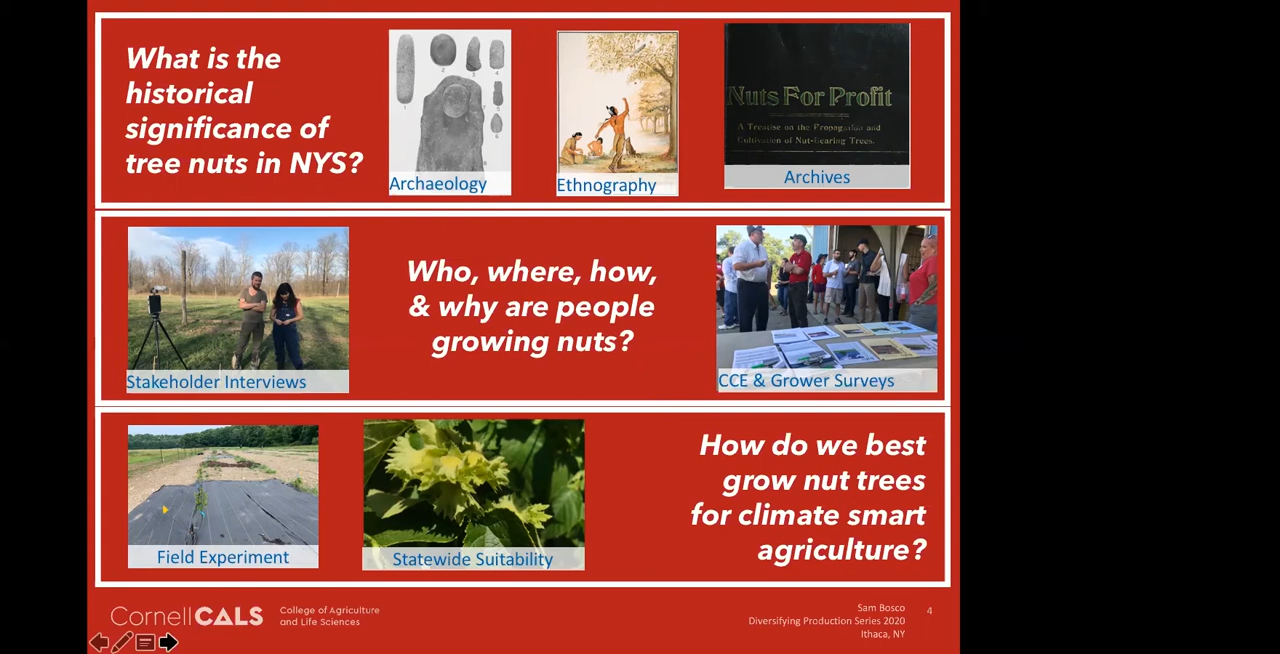 What is the
historical
significance of
tree nuts in NYS?
Archaeology
Ethnography
Nuts For Profit
A Treatise on the Propagation and
Cultivation of Nut-Bearing Trees.
Archives
Stakeholder Interviews
Who, where, how,
& why are people
growing nuts?
CCE & Grower Surveys
Field Experiment
Statewide Suitability
How do we best
grow nut trees
for climate smart
agriculture?
CornellCALS
College of Agriculture
and Life Sciences
Sam Bosco
Diversifying Production Series 2020
Ithaca, NY
4